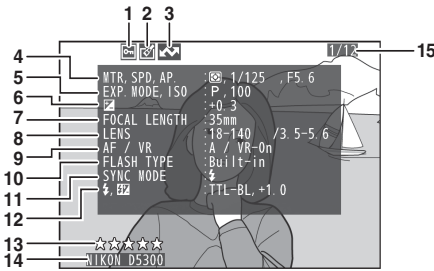 1 2 3
1/12 15
4 MTR, SPD, AP. : 1/125 , F5.6
5 EXP. MODE, ISO : P, 100
6 : +0.3
7 FOCAL LENGTH : 35mm
8 LENS : 18-140 /3.5-5.6
9 AF / VR : A / VR-On
10 FLASH TYPE : Built-in
11 SYNC MODE :
12 , : TTL-BL, +1.0
13
14 NIKON D5300